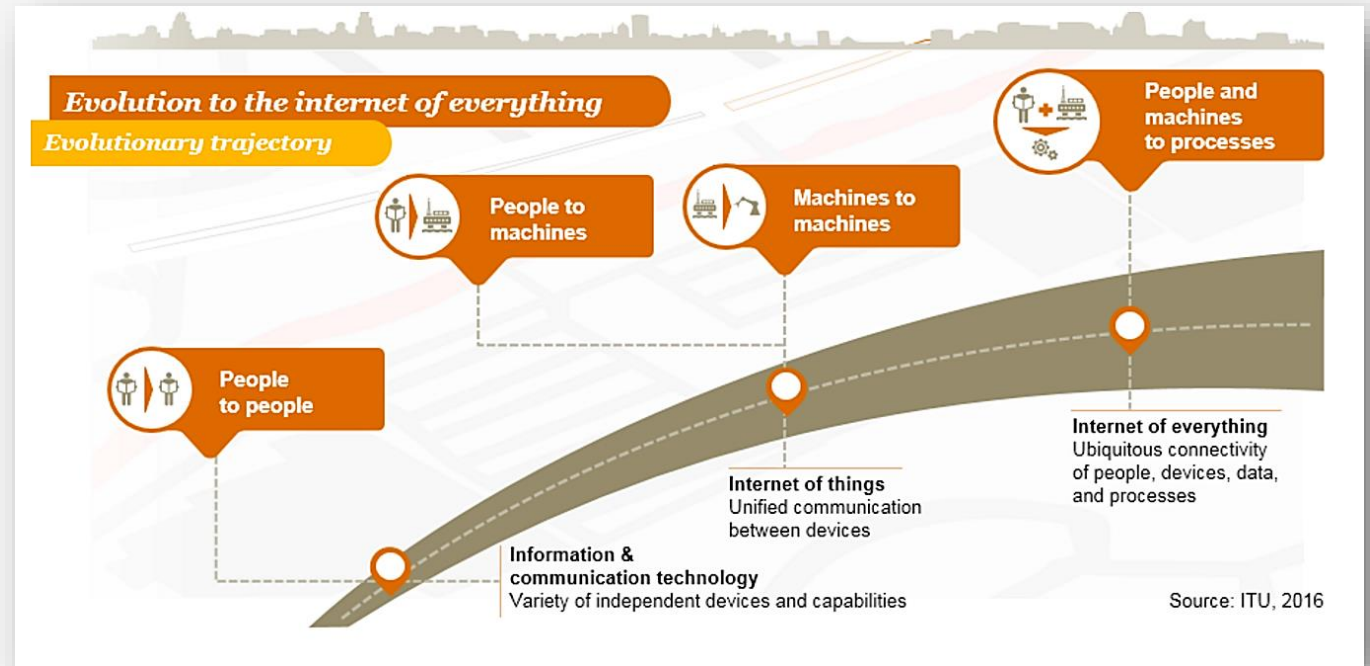 Evolution to the internet of everything
Evolutionary trajectory
People and
machines
to processes
People to
machines
Machines to
machines
People
to people
Internet of everything
Ubiquitous connectivity
of people, devices, data,
and processes
Internet of things
Unified communication
between devices
Information &
communication technology
Variety of independent devices and capabilities
Source: ITU, 2016